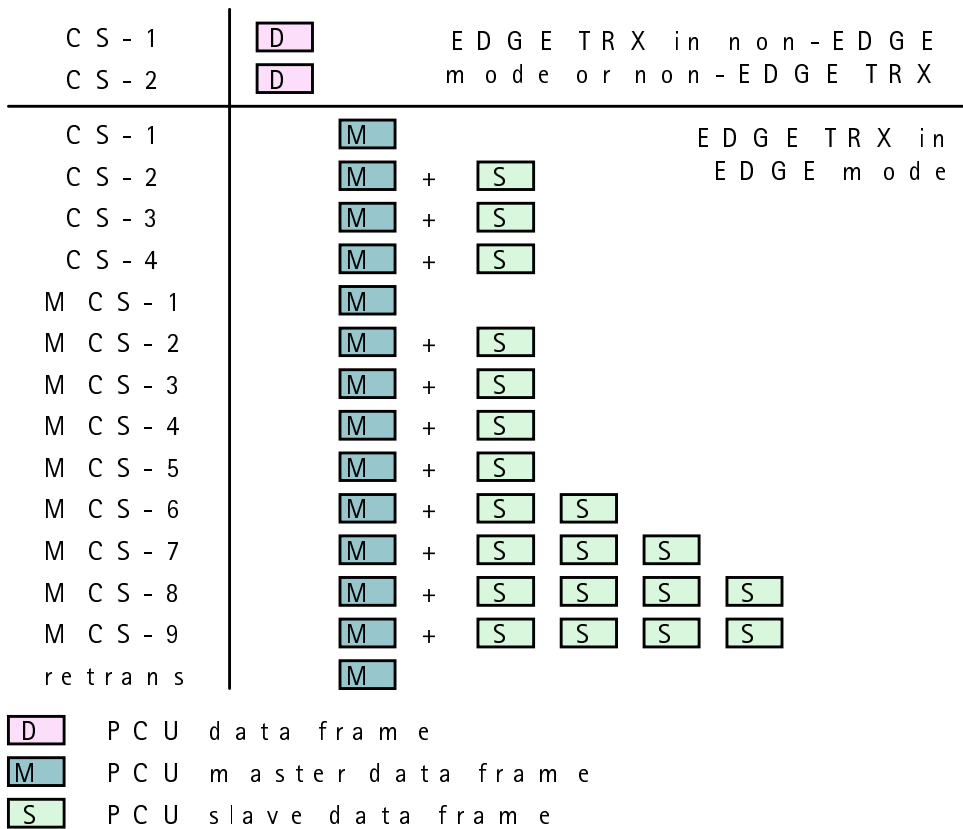 CS-1 D EDGE TRX in non-EDGE
CS-2 D mode or non-EDGE TRX
CS-1 M EDGE TRX in
CS-2 M + S EDGE mode
CS-3 M + S
CS-4 M + S
MCS-1 M
MCS-2 M + S
MCS-3 M + S
MCS-4 M + S
MCS-5 M + S
MCS-6 M + S S
MCS-7 M + S S S
MCS-8 M + S S S S
MCS-9 M + S S S S
retrans M
D PCU data frame
M PCU master data frame
S PCU slave data frame